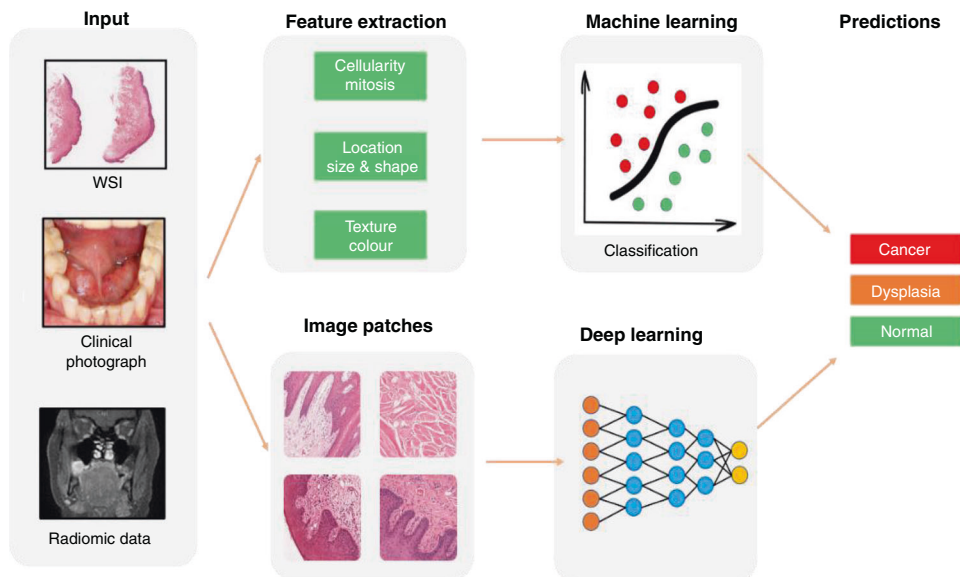 Input
WSI
Clinical
photograph
Radiomic data
Feature extraction
Cellularity
mitosis
Location
size & shape
Texture
colour
Machine learning
Classification
Image patches
Deep learning
Predictions
Cancer
Dysplasia
Normal